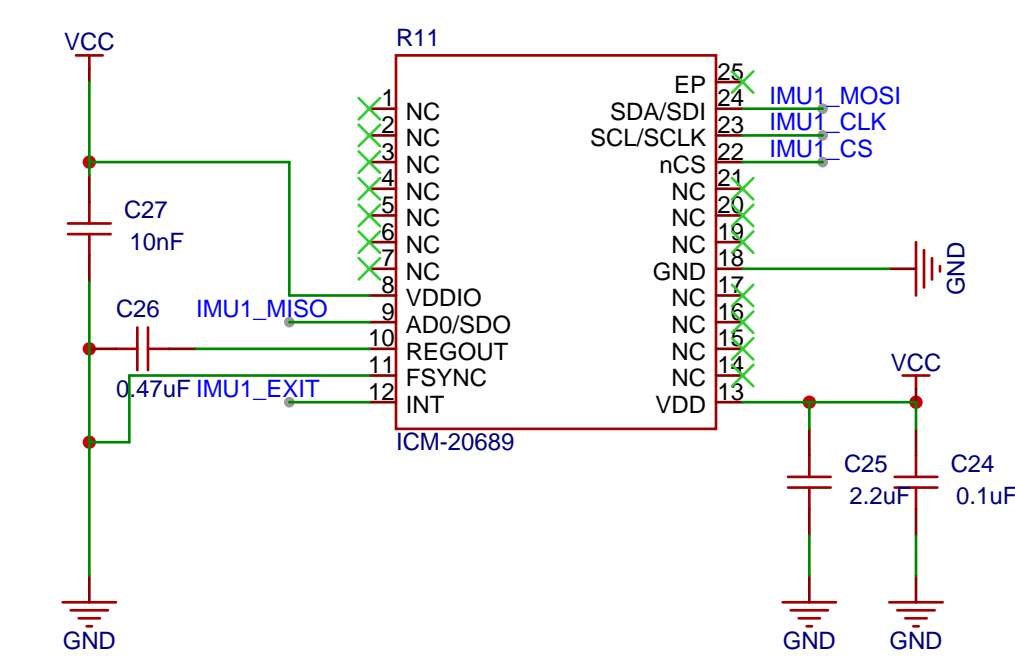 VCC
R11
1 NC
2 NC
3 NC
4 NC
5 NC
6 NC
7 NC
8 VDDIO
IMU1_MISO 9 AD0/SDO
10 REGOUT
11 FSYNC
IMU1_EXIT 12 INT
ICM-20689
EP 25
SDA/SDI 24 IMU1_MOSI
SCL/SCLK 23 IMU1_CLK
nCS 22 IMU1_CS
NC 21
NC 20
NC 19
GND 18
NC 17
NC 16
NC 15
NC 14
VDD 13
GND
C27
10nF
C26
0.47uF
GND
VCC
C25
2.2uF
C24
0.1uF
GND
GND